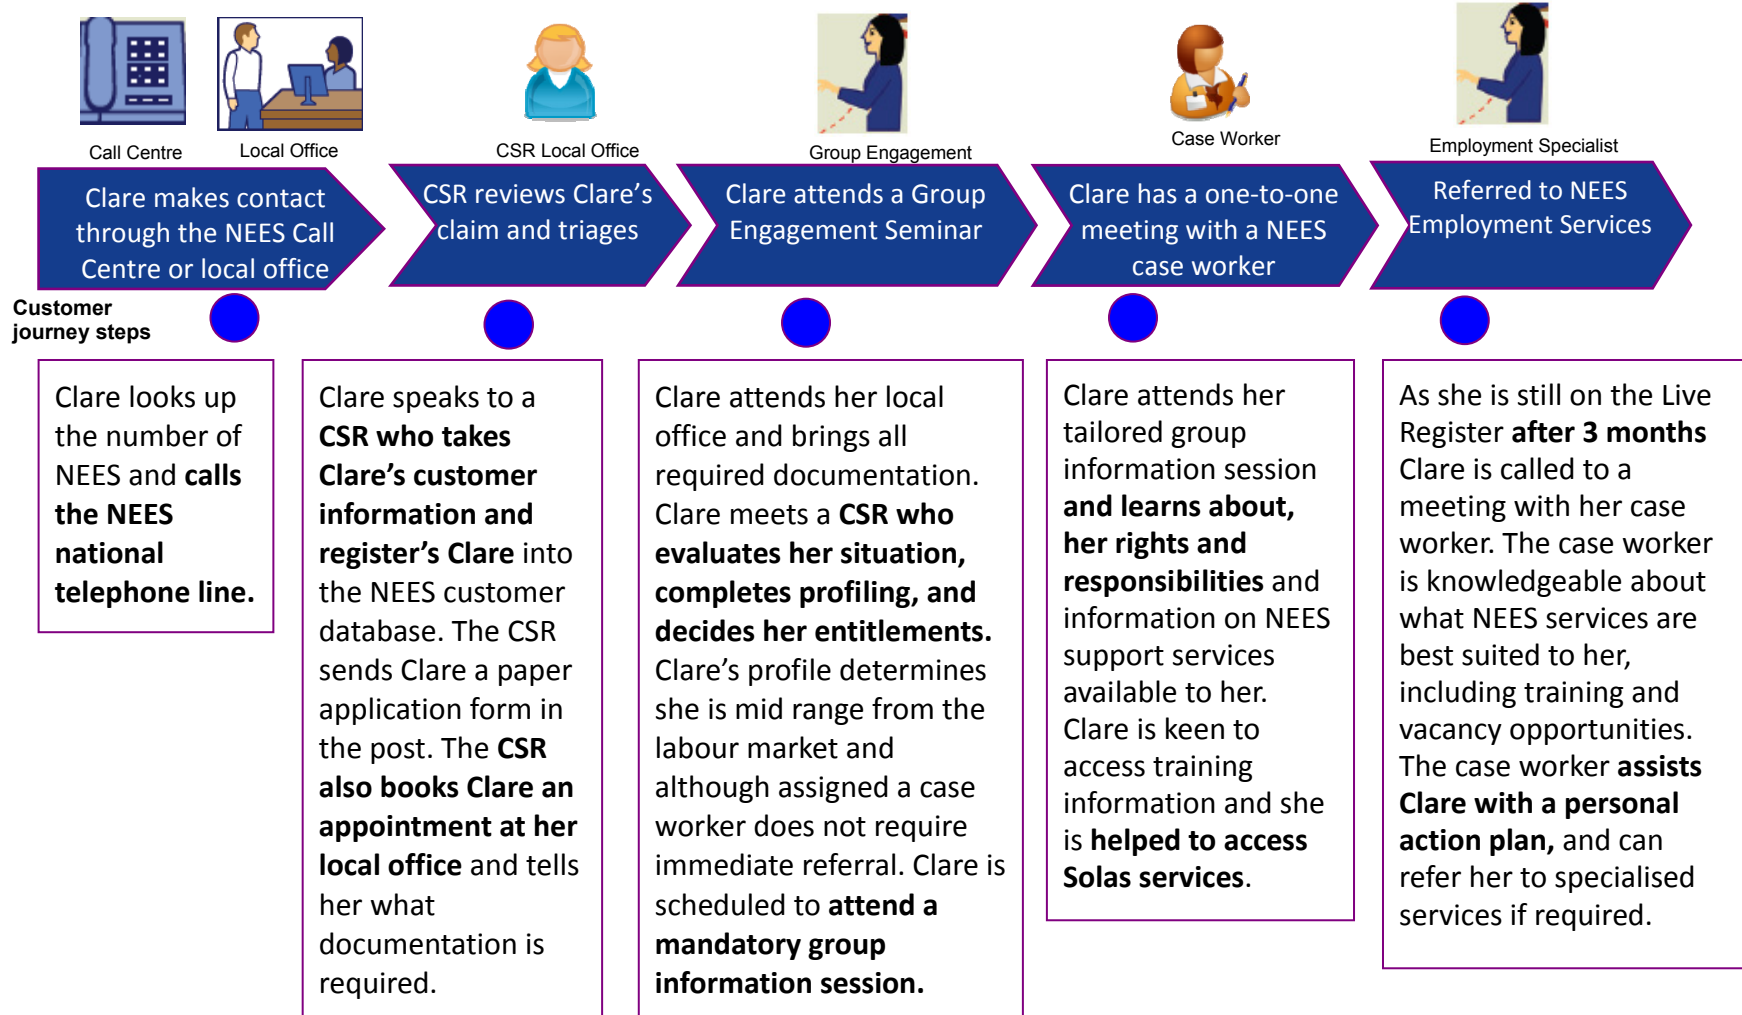 Call Centre
Local Office
CSR Local Office
Group Engagement
Case Worker
Employment Specialist
Clare makes contact
through the NEES Call
Centre or local office
CSR reviews Clare’s
claim and triages
Clare attends a Group
Engagement Seminar
Clare has a one-to-one
meeting with a NEES
case worker
Referred to NEES
Employment Services
Customer
journey steps
Clare looks up
the number of
NEES and calls
the NEES
national
telephone line.
Clare speaks to a
CSR who takes
Clare’s customer
information and
register’s Clare into
the NEES customer
database. The CSR
sends Clare a paper
application form in
the post. The CSR
also books Clare an
appointment at her
local office and tells
her what
documentation is
required.
Clare attends her local
office and brings all
required documentation.
Clare meets a CSR who
evaluates her situation,
completes profiling, and
decides her entitlements.
Clare’s profile determines
she is mid range from the
labour market and
although assigned a case
worker does not require
immediate referral. Clare is
scheduled to attend a
mandatory group
information session.
Clare attends her
tailored group
information session
and learns about,
her rights and
responsibilities and
information on NEES
support services
available to her.
Clare is keen to
access training
information and she
is helped to access
Solas services.
As she is still on the Live
Register after 3 months
Clare is called to a
meeting with her case
worker. The case worker
is knowledgeable about
what NEES services are
best suited to her,
including training and
vacancy opportunities.
The case worker assists
Clare with a personal
action plan, and can
refer her to specialised
services if required.